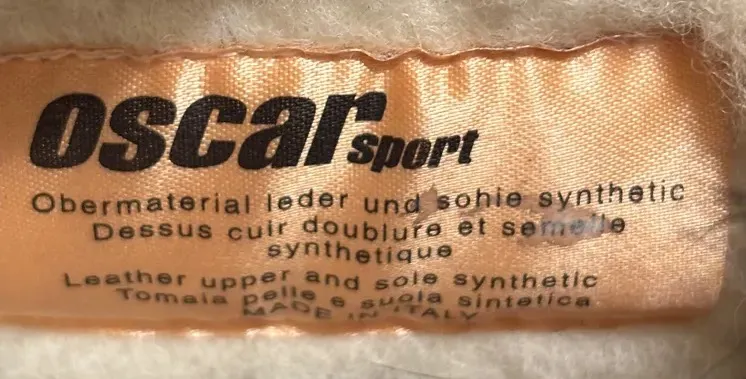 oscar sport
Obermaterial leder und sohle synthetic
Dessus cuir doublure et semelle
synthetique
Leather upper and sole synthetic
Tomaia pelle e suola sintetica
MADE IN ITALY